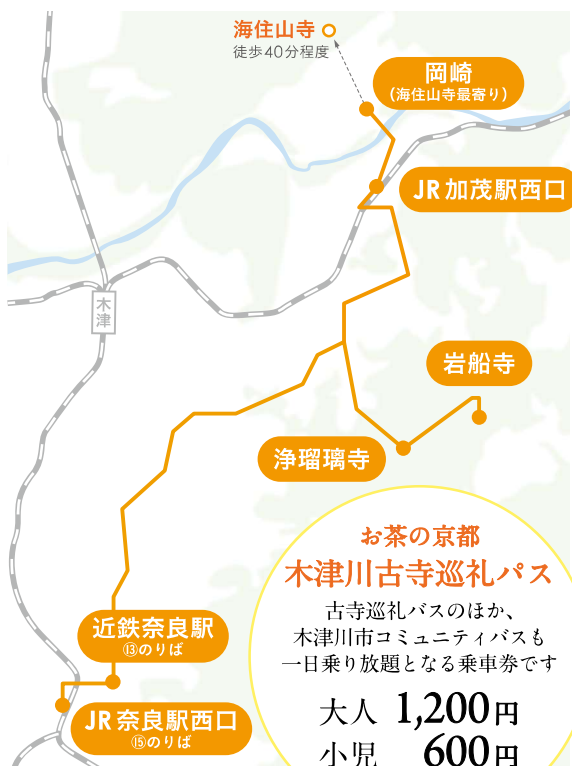 海住山寺
徒歩40分程度
岡崎
(海住山寺最寄り)
JR加茂駅西口
木津
岩船寺
浄瑠璃寺
近鉄奈良駅
⑬のりば
JR奈良駅西口
⑮のりば
お茶の京都
木津川古寺巡礼パス
古寺巡礼バスのほか、
木津川市コミュニティバスも
一日乗り放題となる乗車券です
大人 1,200円
小児 600円